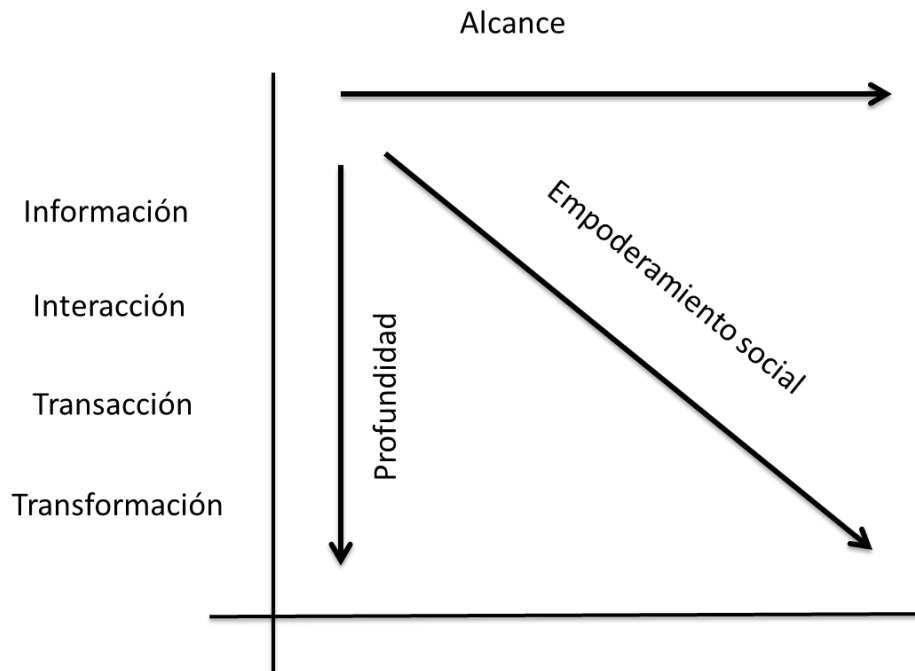 Alcance
Información
Interacción
Transacción
Transformación
Profundidad
Empoderamiento social